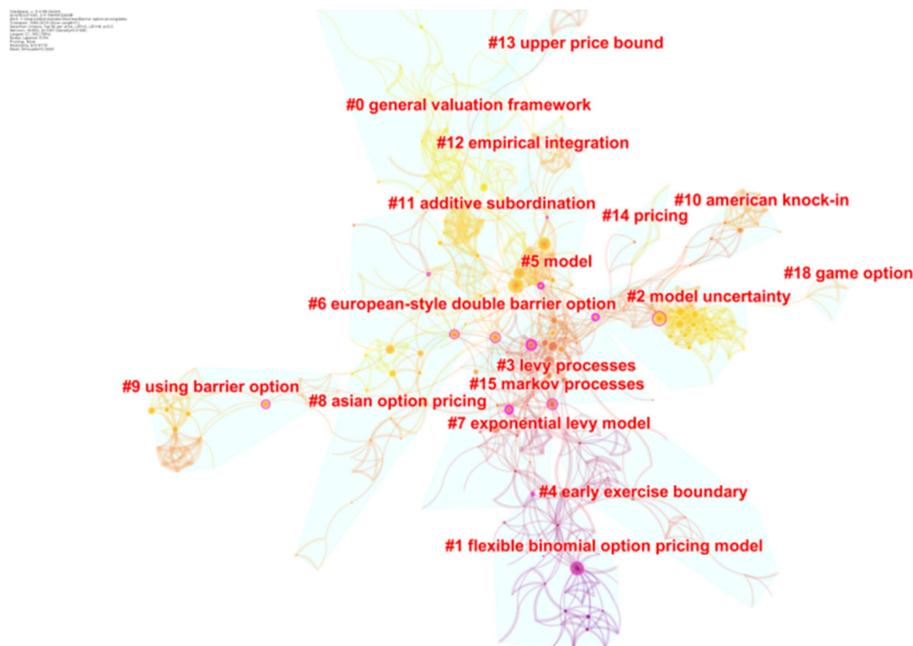 #13 upper price bound
#0 general valuation framework
#12 empirical integration
#10 american knock-in
#11 additive subordination
#14 pricing
#5 model
#18 game option
#2 model uncertainty
#6 european-style double barrier option
#3 levy processes
#15 markov processes
#9 using barrier option
#8 asian option pricing
#7 exponential levy model
#4 early exercise boundary
#1 flexible binomial option pricing model